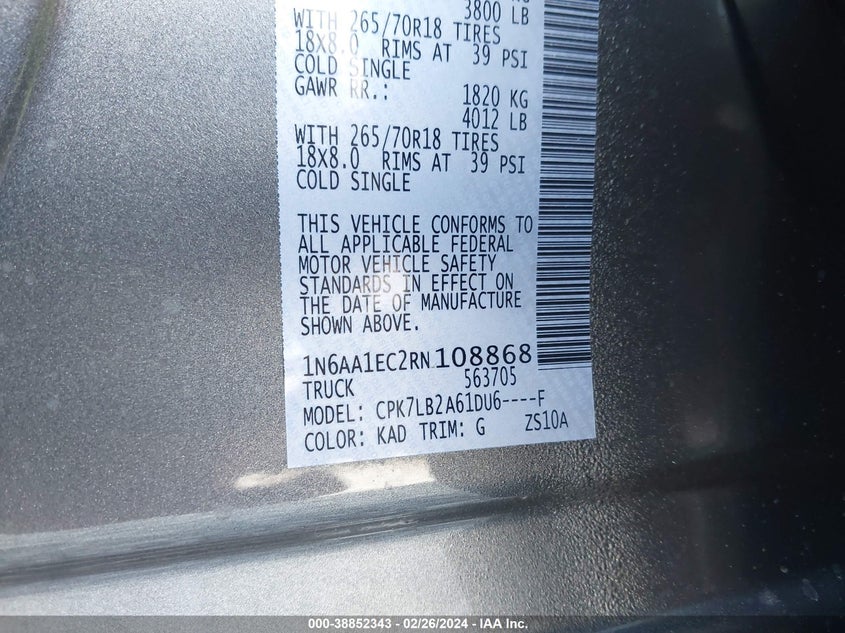 3800 LB
WITH 265/70R18 TIRES
18X8.0 RIMS AT 39 PSI
COLD SINGLE
GAWR RR.: 1820 KG
4012 LB
WITH 265/70R18 TIRES
18X8.0 RIMS AT 39 PSI
COLD SINGLE
THIS VEHICLE CONFORMS TO
ALL APPLICABLE FEDERAL
MOTOR VEHICLE SAFETY
STANDARDS IN EFFECT ON
THE DATE OF MANUFACTURE
SHOWN ABOVE.
1N6AA1EC2RN108868
TRUCK 563705
MODEL: CPK7LB2A61DU6----F
COLOR: KAD TRIM: G ZS10A
000-38852343 - 02/26/2024 - IAA Inc.